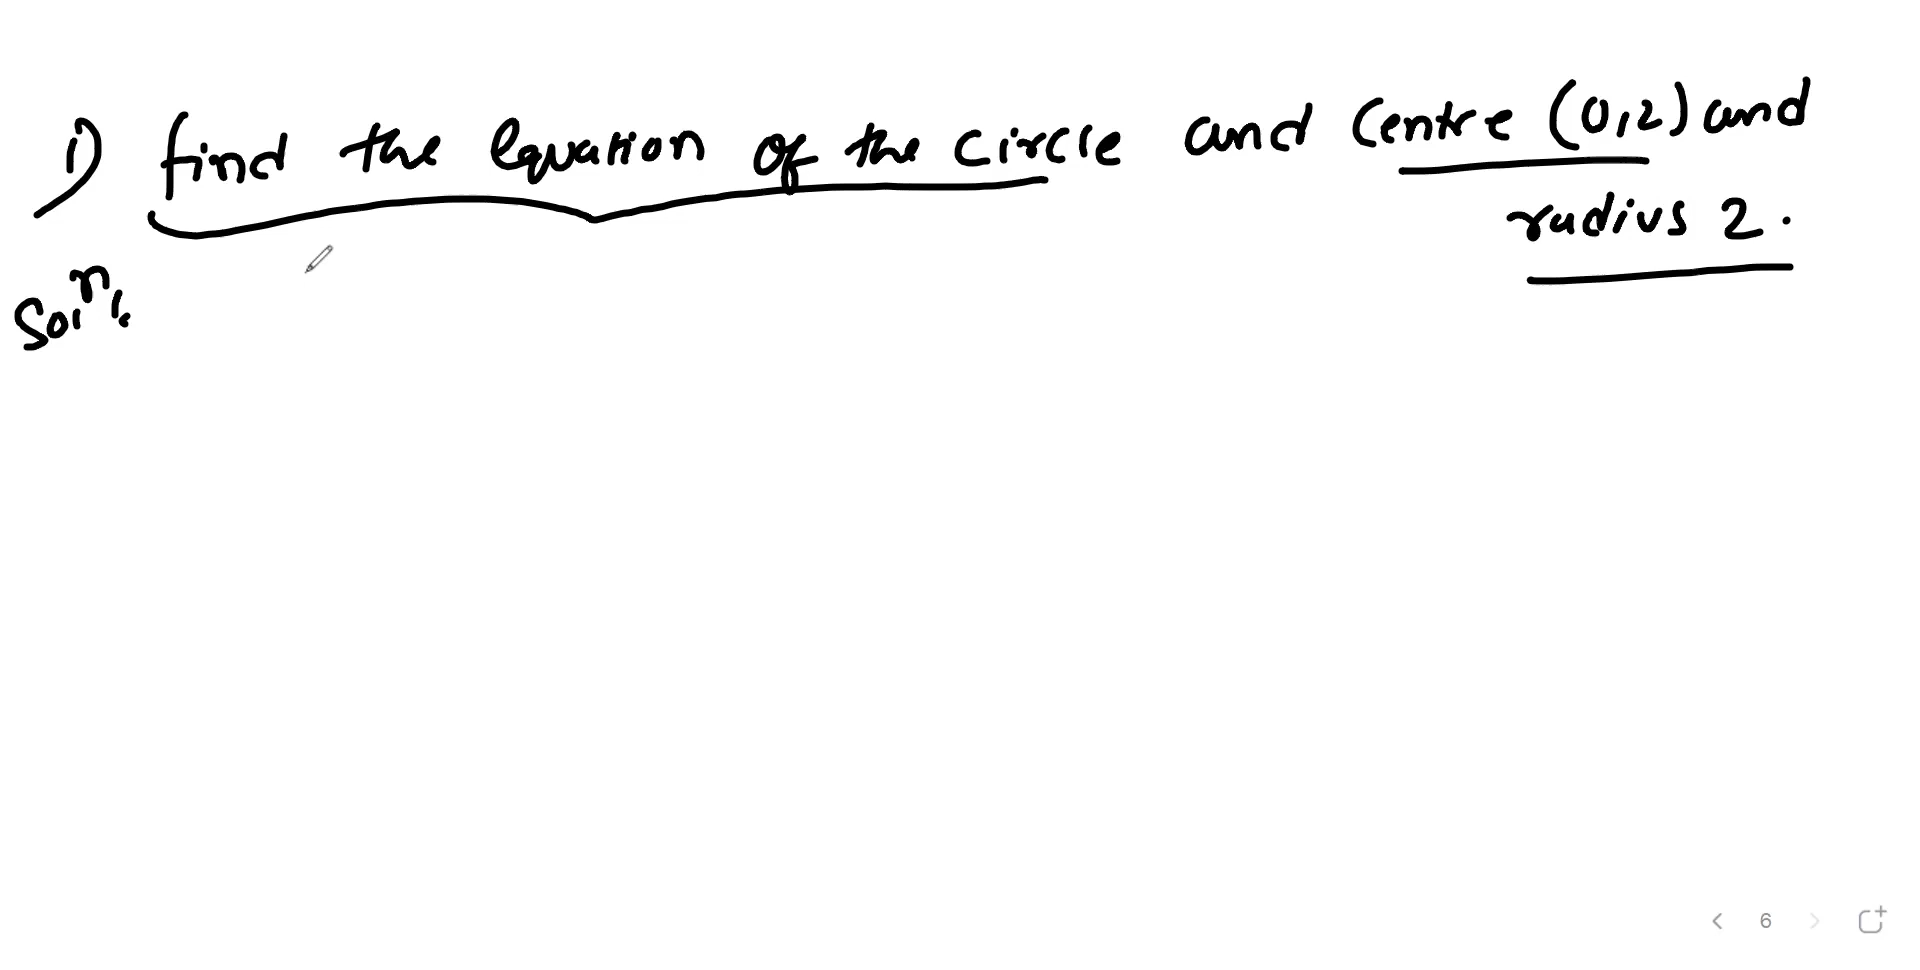 1) find the equation of the circle and centre (0,2) and
radius 2.
Solⁿ:
6